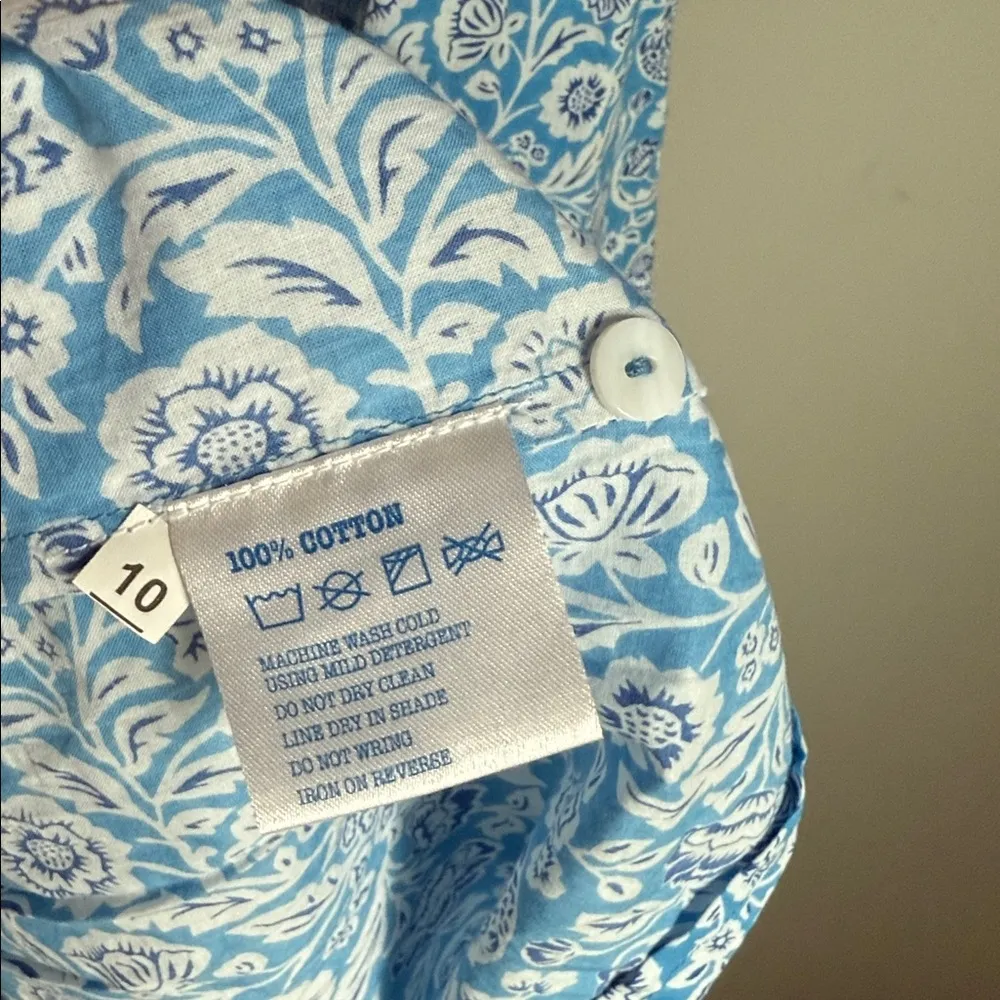 100% COTTON
MACHINE WASH COLD
USING MILD DETERGENT
DO NOT DRY CLEAN
LINE DRY IN SHADE
DO NOT WRING
IRON ON REVERSE
10